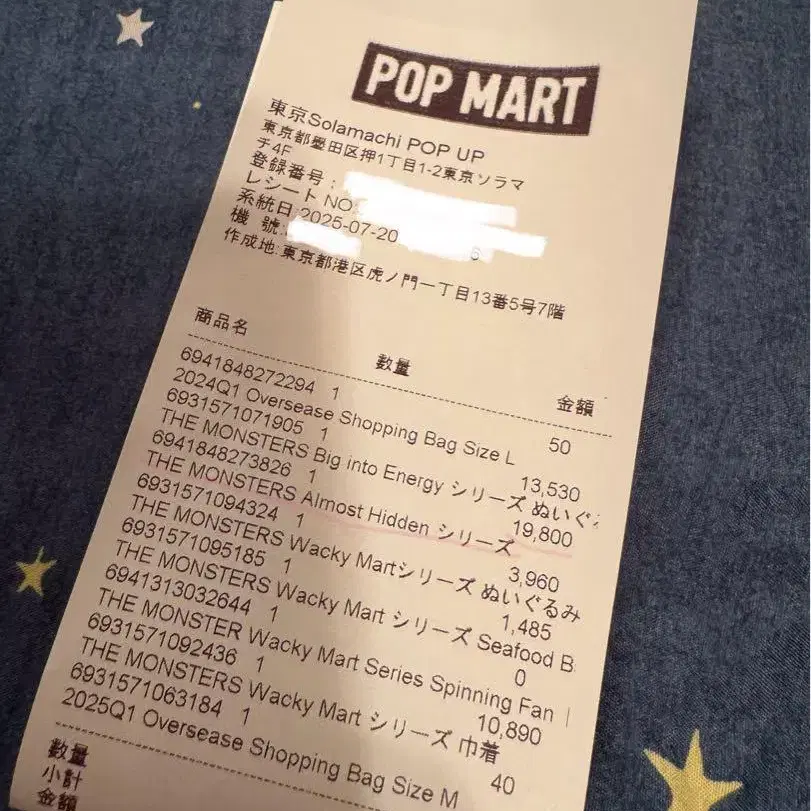 POP MART
東京Solamachi POP UP
東京都墨田区押1丁目1-2東京ソラマ
チ4F
登録番号:
レシート NO
系統日:2025-07-20
機 號:
作成地:東京都港区虎ノ門一丁目13番5号7階
商品名 数量 金額
6941848272294 1 50
2024Q1 Oversease Shopping Bag Size L
6931571071905 1 13,530
THE MONSTERS Big into Energy シリーズ ぬいぐ
6941848273826 1 19,800
THE MONSTERS Almost Hidden シリーズ
6931571094324 1 3,960
THE MONSTERS Wacky Martシリーズ ぬいぐるみ
6931571095185 1 1,485
THE MONSTERS Wacky Mart シリーズ Seafood B
6941313032644 1 0
THE MONSTER Wacky Mart Series Spinning Fan
6931571092436 1 10,890
THE MONSTERS Wacky Mart シリーズ 巾着
6931571063184 1 40
2025Q1 Oversease Shopping Bag Size M
数量
小計
金額